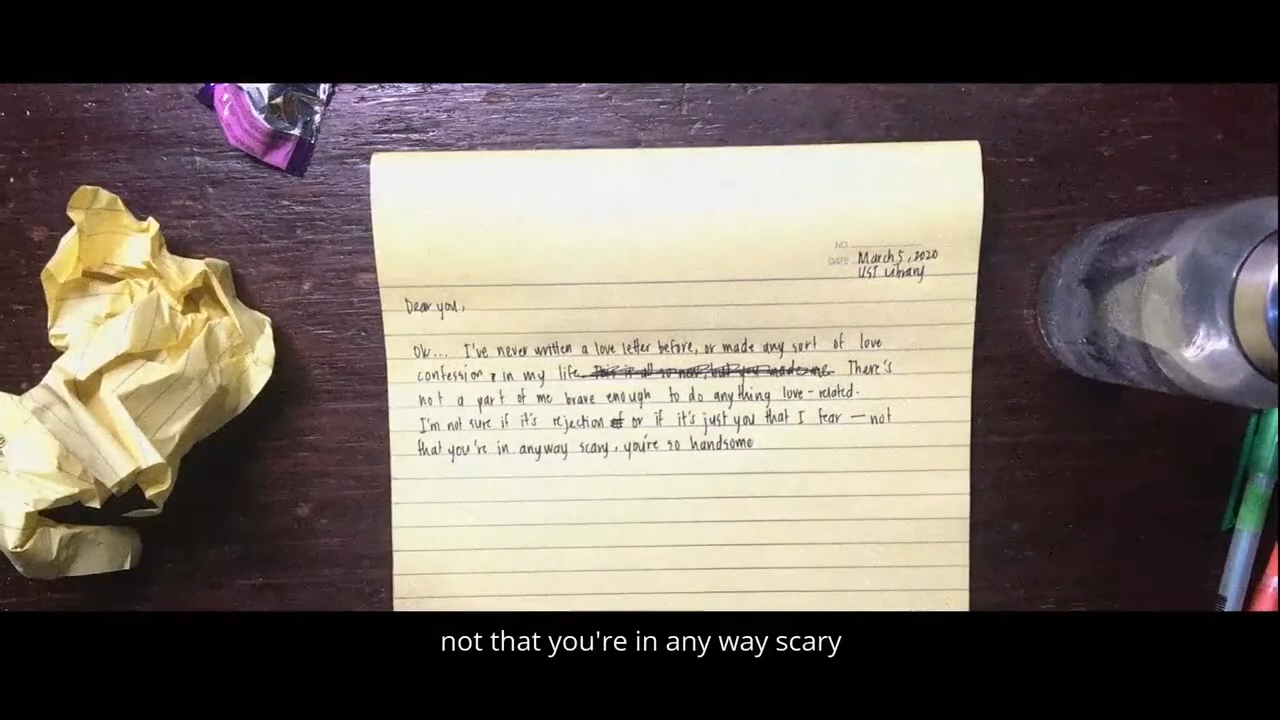 NO.
DATE March 5, 2020
UST Library
Dear you,
Ok... I've never written a love letter before, or made any sort of love
confession in my life. There's
not a part of me brave enough to do anything love-related.
I'm not sure if it's rejection or if it's just you that I fear — not
that you're in anyway scary, you're so handsome
not that you're in any way scary